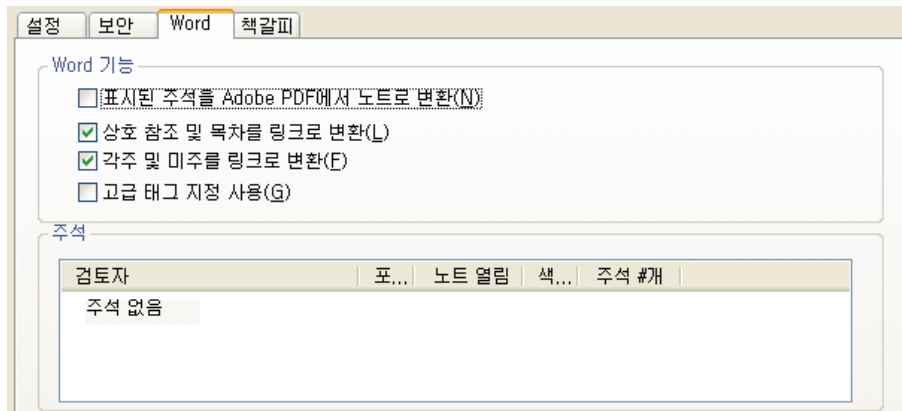 설정 보안 Word 책갈피
Word 기능
표시된 주석을 Adobe PDF에서 노트로 변환(N)
상호 참조 및 목차를 링크로 변환(L)
각주 및 미주를 링크로 변환(F)
고급 태그 지정 사용(G)
주석
검토자 포... 노트 열림 색... 주석 #개
주석 없음